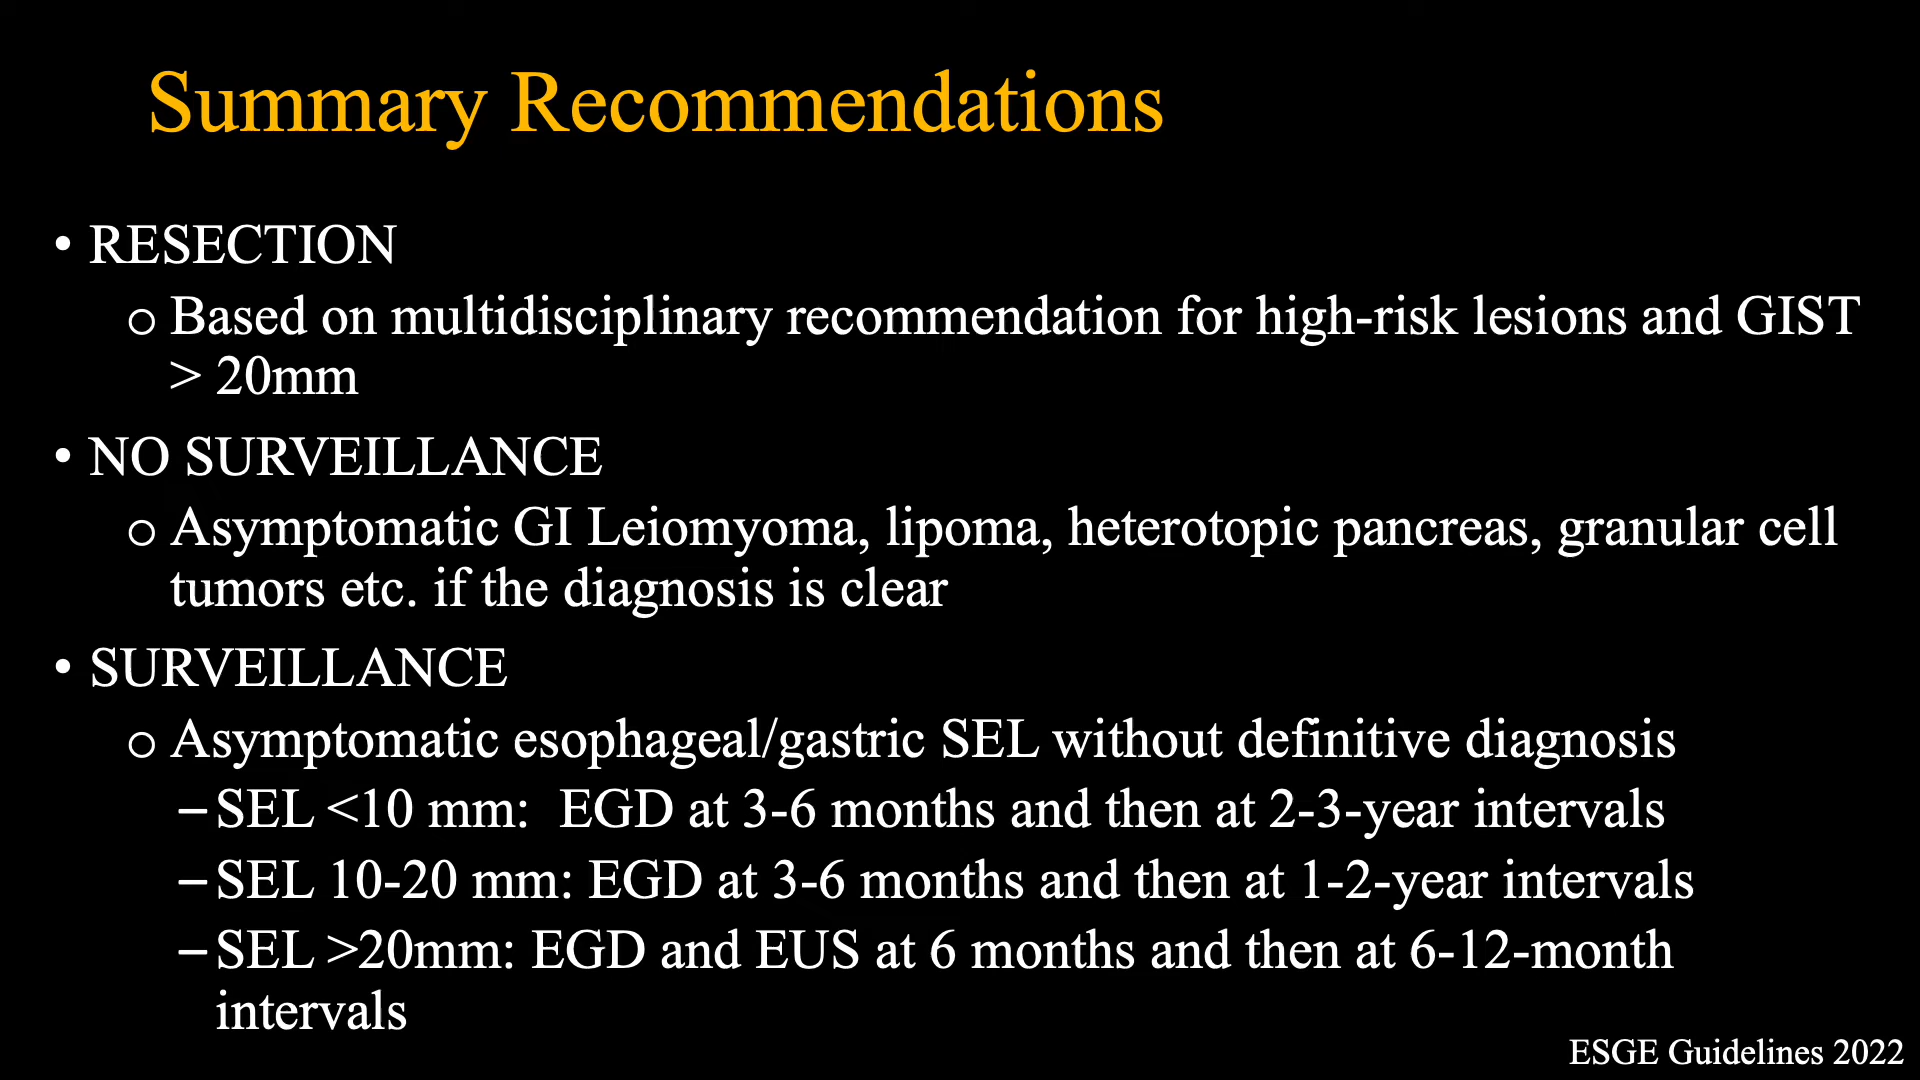 Summary Recommendations
• RESECTION
o Based on multidisciplinary recommendation for high-risk lesions and GIST
> 20mm
• NO SURVEILLANCE
o Asymptomatic GI Leiomyoma, lipoma, heterotopic pancreas, granular cell
tumors etc. if the diagnosis is clear
• SURVEILLANCE
o Asymptomatic esophageal/gastric SEL without definitive diagnosis
–SEL <10 mm:  EGD at 3-6 months and then at 2-3-year intervals
–SEL 10-20 mm: EGD at 3-6 months and then at 1-2-year intervals
–SEL >20mm: EGD and EUS at 6 months and then at 6-12-month
intervals
ESGE Guidelines 2022